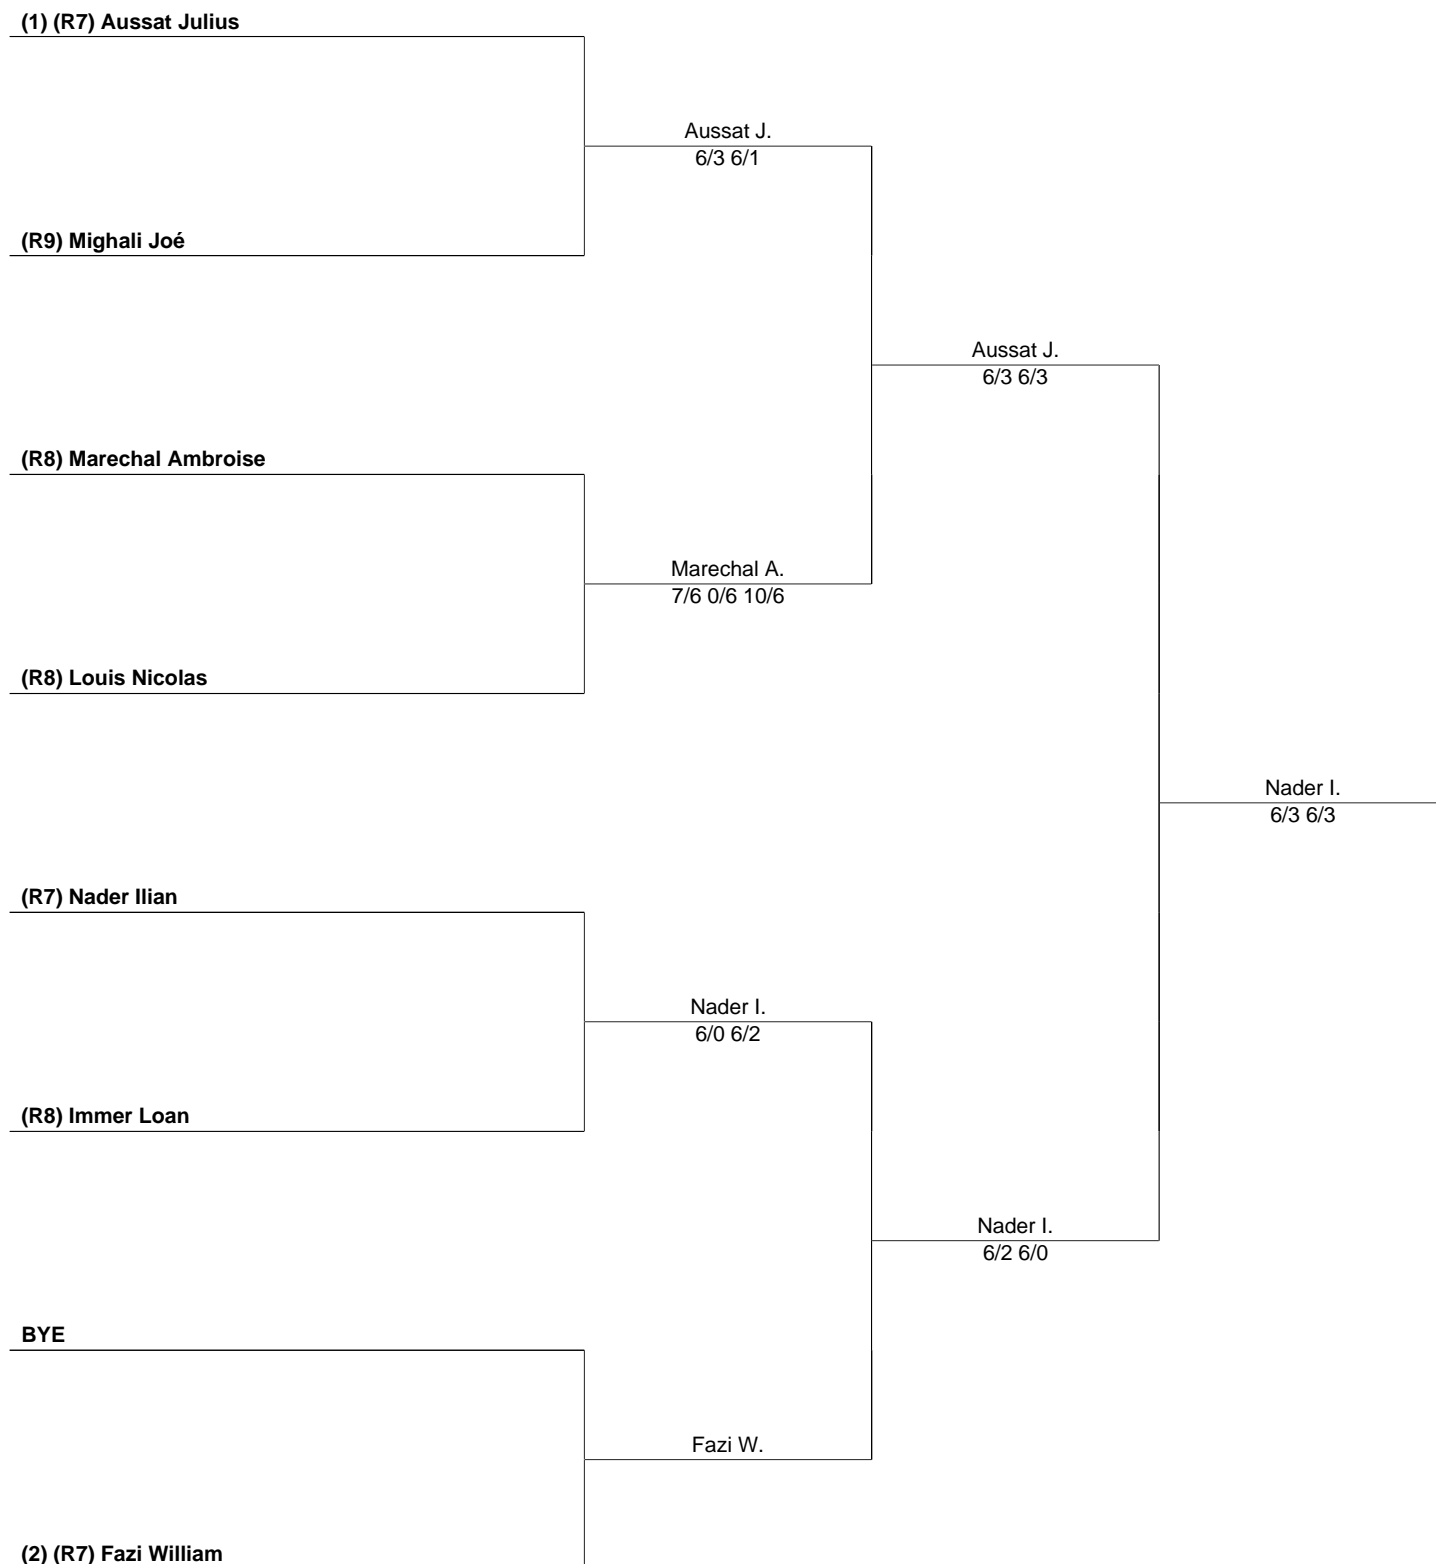 (1) (R7) Aussat Julius
Aussat J.
6/3 6/1
(R9) Mighali Joé
Aussat J.
6/3 6/3
(R8) Marechal Ambroise
Marechal A.
7/6 0/6 10/6
(R8) Louis Nicolas
Nader I.
6/3 6/3
(R7) Nader Ilian
Nader I.
6/0 6/2
(R8) Immer Loan
Nader I.
6/2 6/0
BYE
Fazi W.
(2) (R7) Fazi William